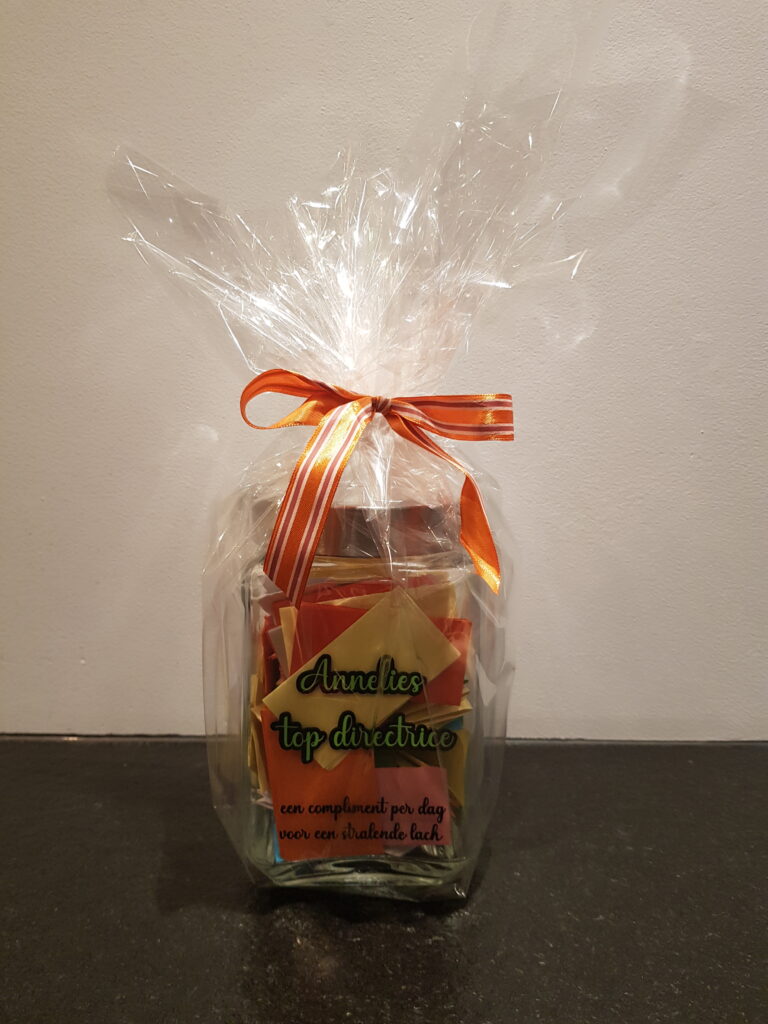 Annelies
top directrice
een compliment per dag
voor een stralende lach